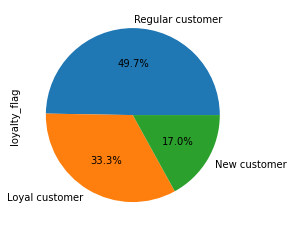 Regular customer
49.7%
loyalty_flag
33.3%
17.0%
New customer
Loyal customer